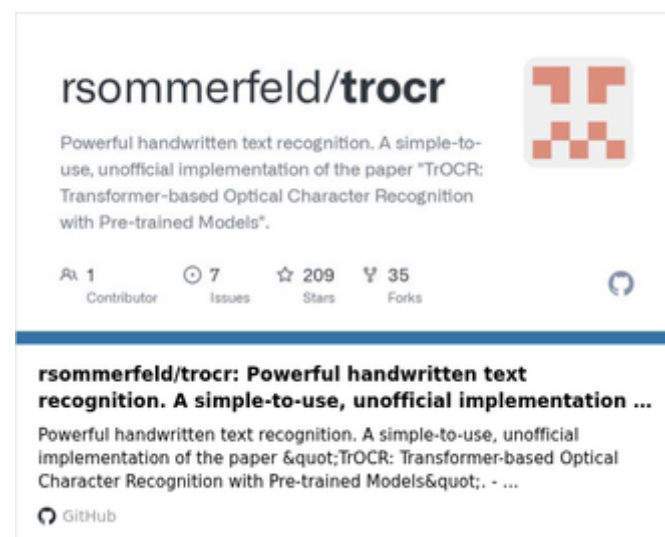 rsommerfeld/trocr
Powerful handwritten text recognition. A simple-to-
use, unofficial implementation of the paper "TrOCR:
Transformer-based Optical Character Recognition
with Pre-trained Models".
1 7 209 35
Contributor Issues Stars Forks
rsommerfeld/trocr: Powerful handwritten text
recognition. A simple-to-use, unofficial implementation ...
Powerful handwritten text recognition. A simple-to-use, unofficial
implementation of the paper &quot;TrOCR: Transformer-based Optical
Character Recognition with Pre-trained Models&quot;. - ...
GitHub